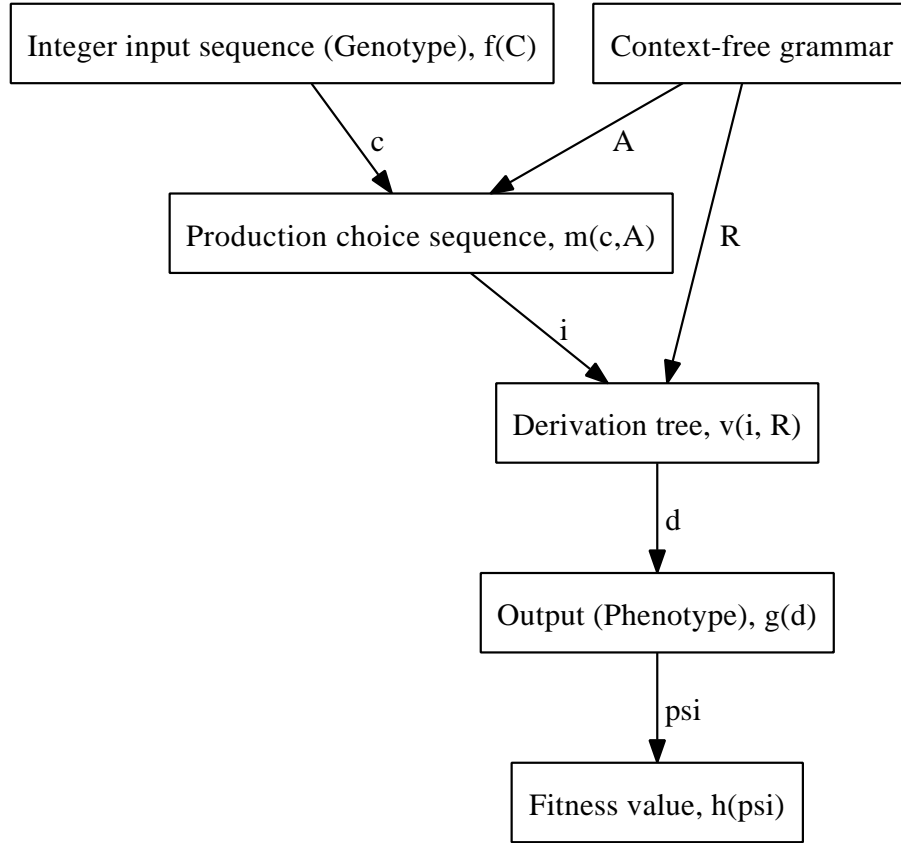 Integer input sequence (Genotype), f(C)
Context-free grammar
c
A
Production choice sequence, m(c,A)
R
i
Derivation tree, v(i, R)
d
Output (Phenotype), g(d)
psi
Fitness value, h(psi)